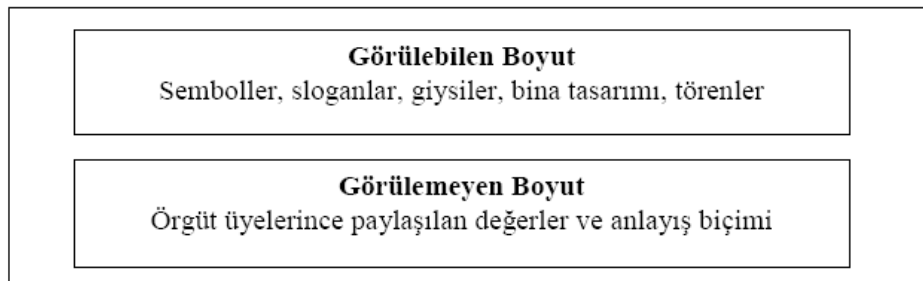 Görülebilen Boyut
Semboller, sloganlar, giysiler, bina tasarımı, törenler
Görülemeyen Boyut
Örgüt üyelerince paylaşılan değerler ve anlayış biçimi